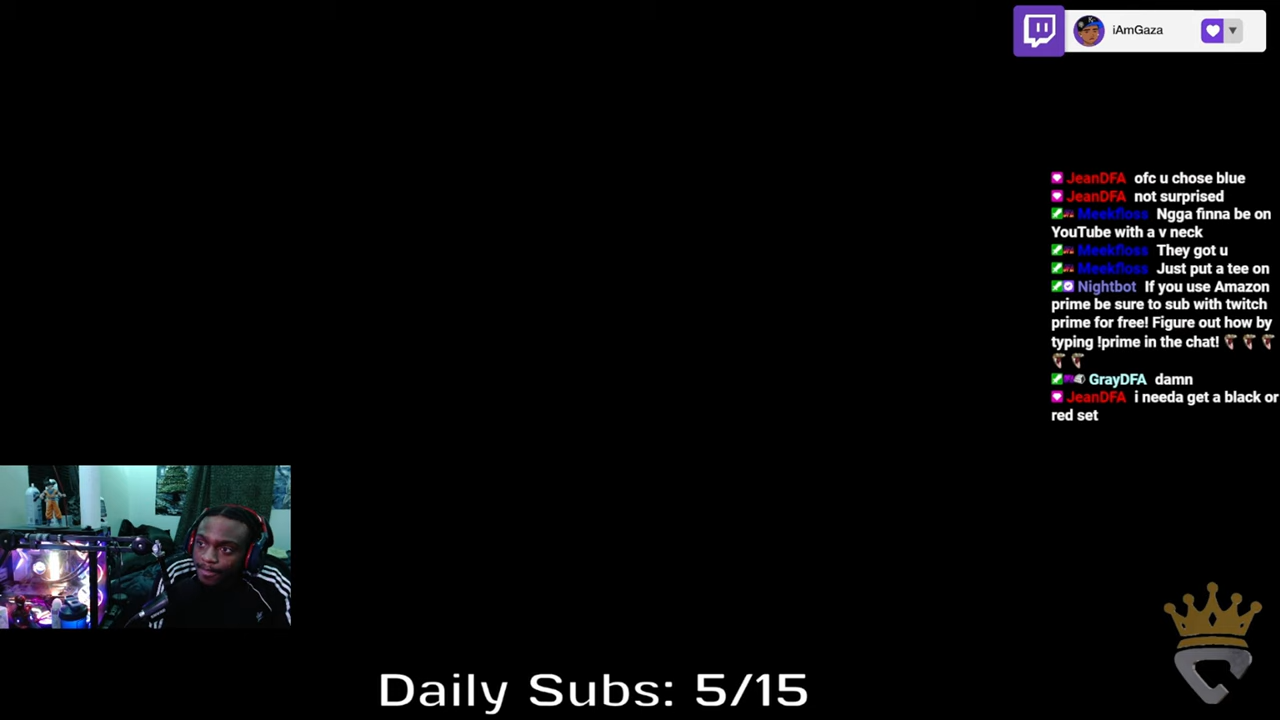 iAmGaza
JeanDFA ofc u chose blue
JeanDFA not surprised
Meekfloss Ngga finna be on
YouTube with a v neck
Meekfloss They got u
Meekfloss Just put a tee on
Nightbot If you use Amazon
prime be sure to sub with twitch
prime for free! Figure out how by
typing !prime in the chat!
GrayDFA damn
JeanDFA i needa get a black or
red set
Daily Subs: 5/15